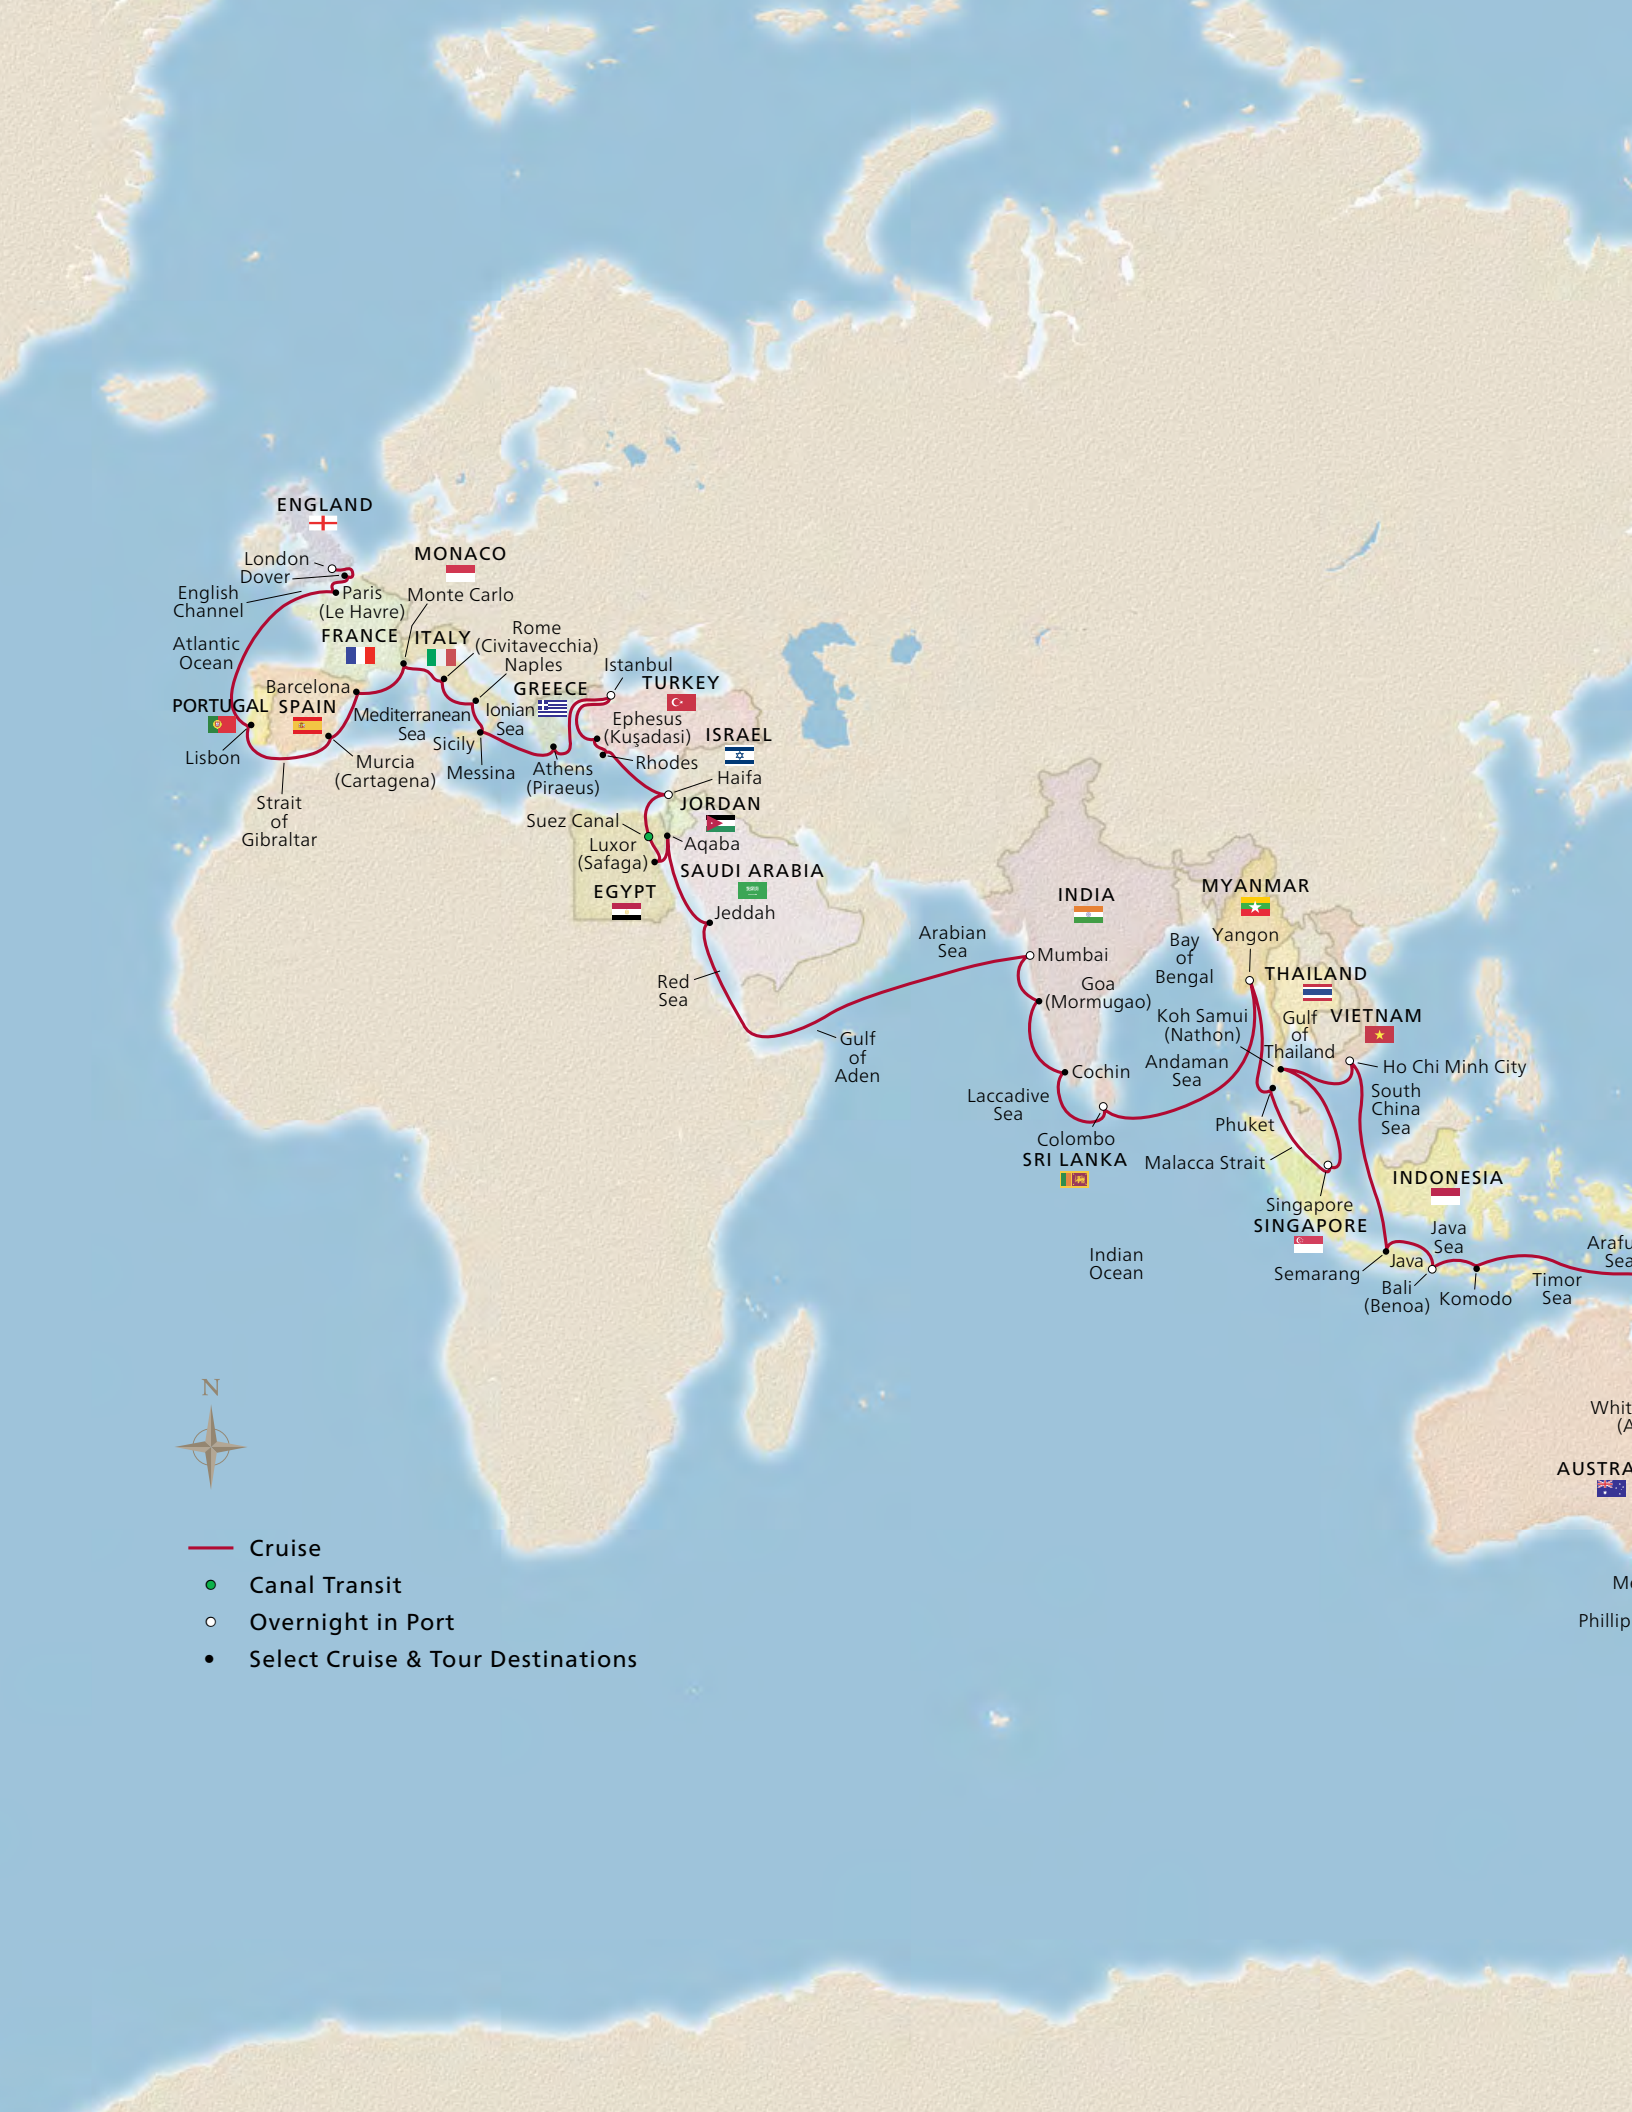 ENGLAND
London
Dover
English
Channel
Paris
(Le Havre)
MONACO
Monte Carlo
Atlantic
Ocean
FRANCE
ITALY
Rome
(Civitavecchia)
Naples
Istanbul
TURKEY
GREECE
Barcelona
PORTUGAL
SPAIN
Mediterranean
Sea
Ionian
Sea
Ephesus
(Kuşadasi)
ISRAEL
Sicily
Lisbon
Murcia
(Cartagena)
Messina
Athens
(Piraeus)
Rhodes
Haifa
Strait
of
Gibraltar
JORDAN
Suez Canal
Luxor
(Safaga)
Aqaba
SAUDI ARABIA
EGYPT
Jeddah
Red
Sea
Arabian
Sea
Gulf
of
Aden
INDIA
Mumbai
Goa
(Mormugao)
Cochin
Laccadive
Sea
Colombo
SRI LANKA
MYANMAR
Yangon
Bay
of
Bengal
THAILAND
Koh Samui
(Nathon)
Gulf
of
Thailand
VIETNAM
Ho Chi Minh City
Andaman
Sea
South
China
Sea
Phuket
Malacca Strait
Singapore
SINGAPORE
INDONESIA
Java
Sea
Indian
Ocean
Semarang
Java
Bali
(Benoa)
Komodo
Timor
Sea
Arafu
Sea
Whit
(A
AUSTRA
Me
Phillip
N
Cruise
Canal Transit
Overnight in Port
Select Cruise & Tour Destinations